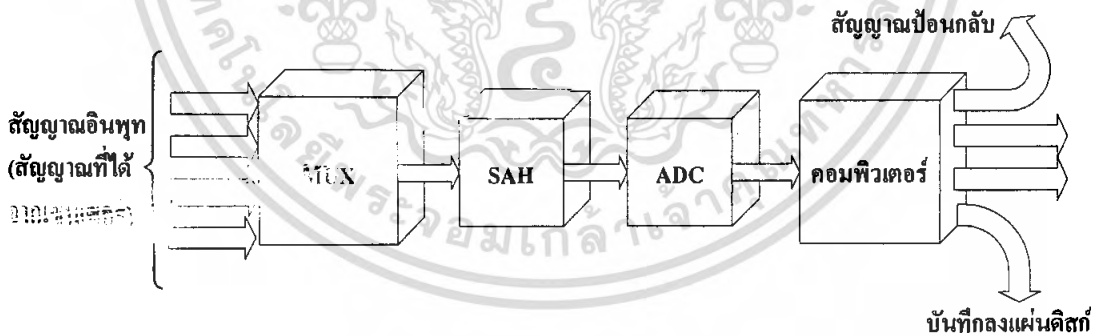 สัญญาณป้อนกลับ
สัญญาณอินพุท
(สัญญาณที่ได้
MUX
SAH
ADC
คอมพิวเตอร์
บันทึกลงแผ่นดิสก์